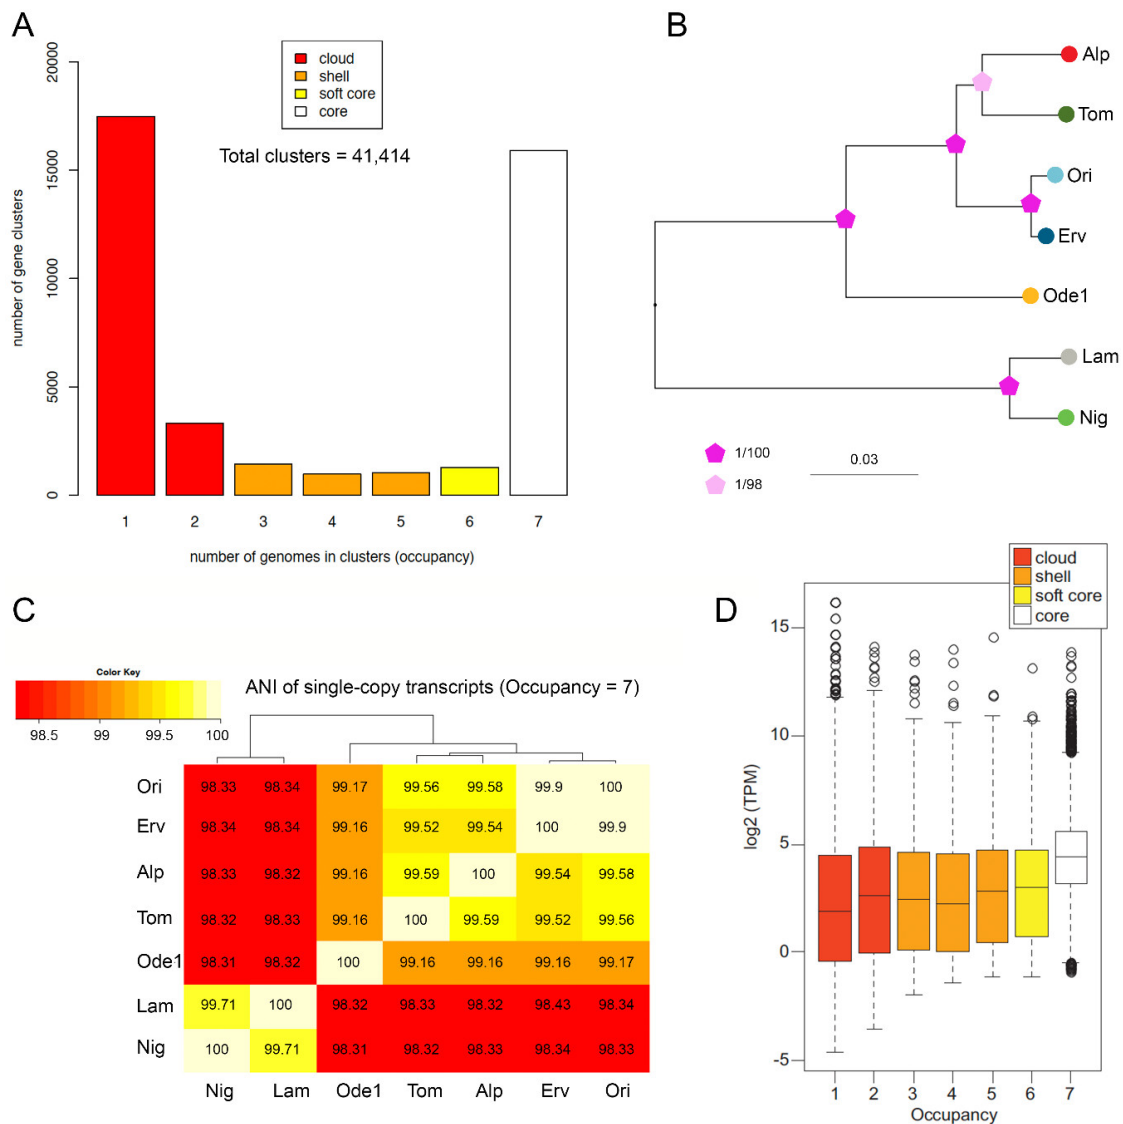 A
20000
15000
10000
5000
0
number of gene clusters
cloud
shell
soft core
core
Total clusters = 41,414
1 2 3 4 5 6 7
number of genomes in clusters (occupancy)
B
Alp
Tom
Ori
Erv
Ode1
Lam
Nig
1/100
1/98
0.03
C
Color Key
98.5 99 99.5 100
ANI of single-copy transcripts (Occupancy = 7)
Ori 98.33 98.34 99.17 99.56 99.58 99.9 100
Erv 98.34 98.34 99.16 99.52 99.54 100 99.9
Alp 98.33 98.32 99.16 99.59 100 99.54 99.58
Tom 98.32 98.33 99.16 100 99.59 99.52 99.56
Ode1 98.31 98.32 100 99.16 99.16 99.16 99.17
Lam 99.71 100 98.32 98.33 98.32 98.43 98.34
Nig 100 99.71 98.31 98.32 98.33 98.34 98.33
Nig Lam Ode1 Tom Alp Erv Ori
D
cloud
shell
soft core
core
15
10
5
0
-5
log2 (TPM)
1 2 3 4 5 6 7
Occupancy